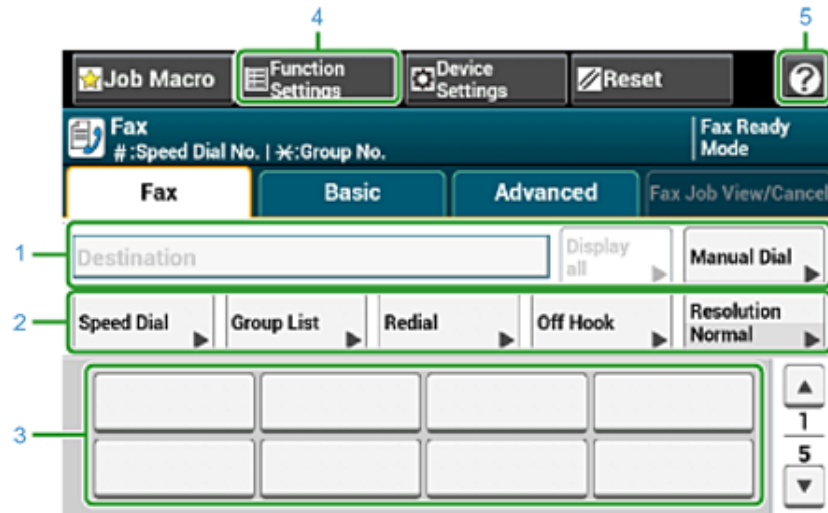 4
5
Job Macro
Function
Settings
Device
Settings
Reset
?
Fax
#:Speed Dial No. | ✳:Group No.
Fax Ready
Mode
Fax
Basic
Advanced
Fax Job View/Cancel
1
Destination
Display
all
Manual Dial
2
Speed Dial
Group List
Redial
Off Hook
Resolution
Normal
3
1
5